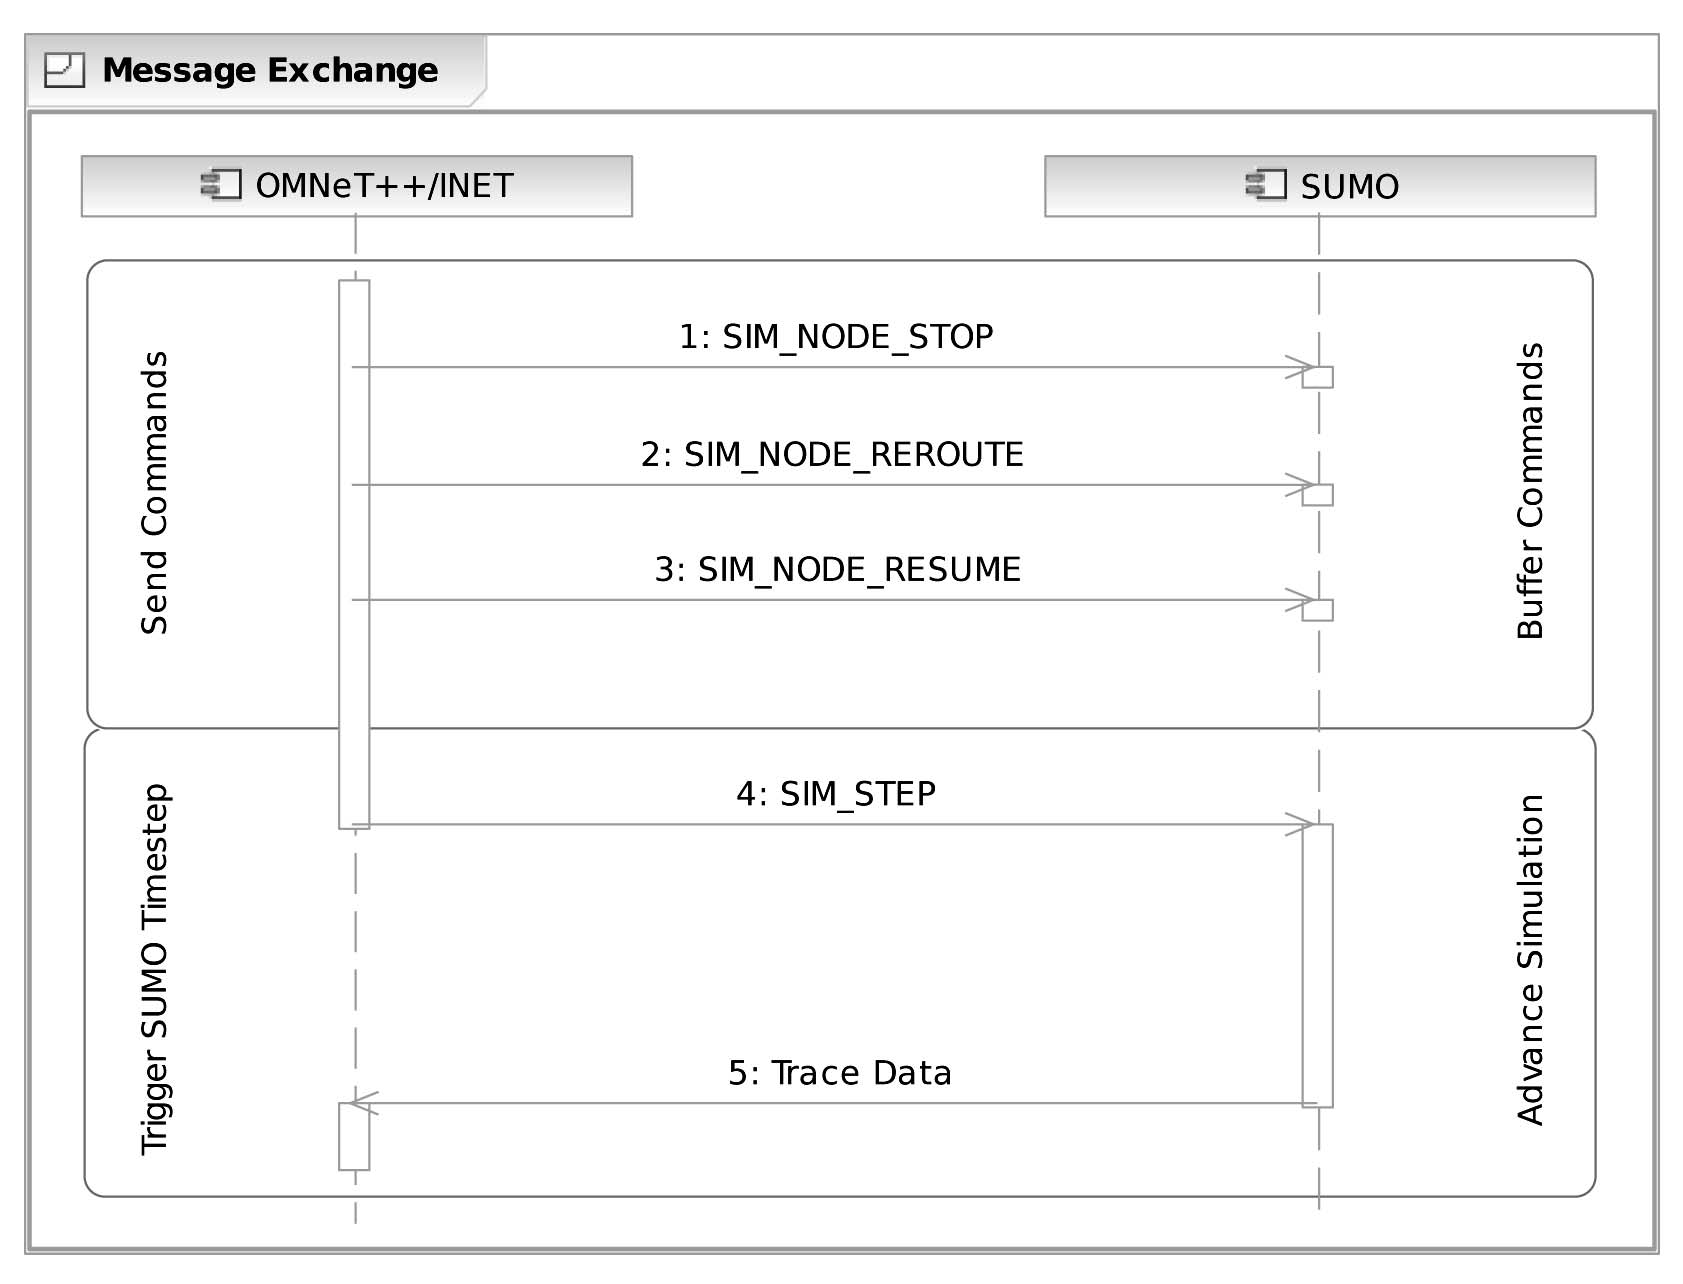 Message Exchange
OMNeT++/INET
SUMO
Send Commands
1: SIM_NODE_STOP
2: SIM_NODE_REROUTE
3: SIM_NODE_RESUME
Buffer Commands
Trigger SUMO Timestep
4: SIM_STEP
5: Trace Data
Advance Simulation